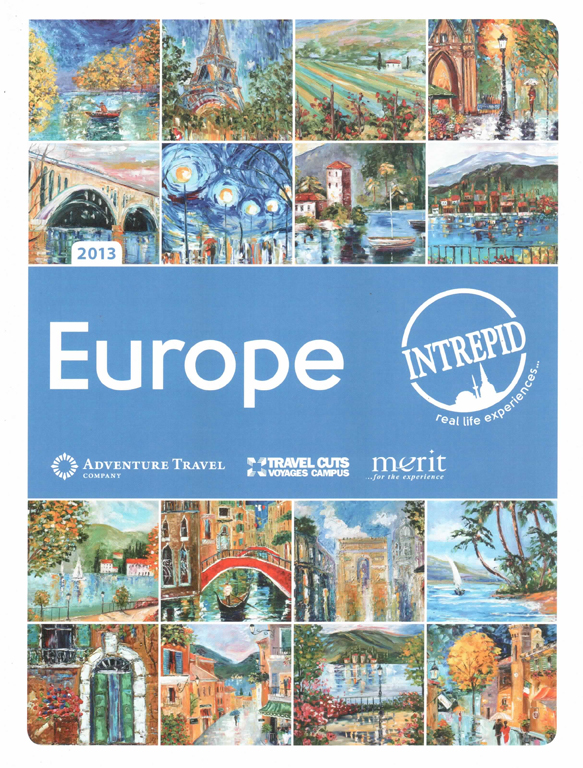 2013
Europe
INTREPID
real life experiences...
ADVENTURE TRAVEL
COMPANY
TRAVEL CUTS
VOYAGES CAMPUS
merit
...for the experience